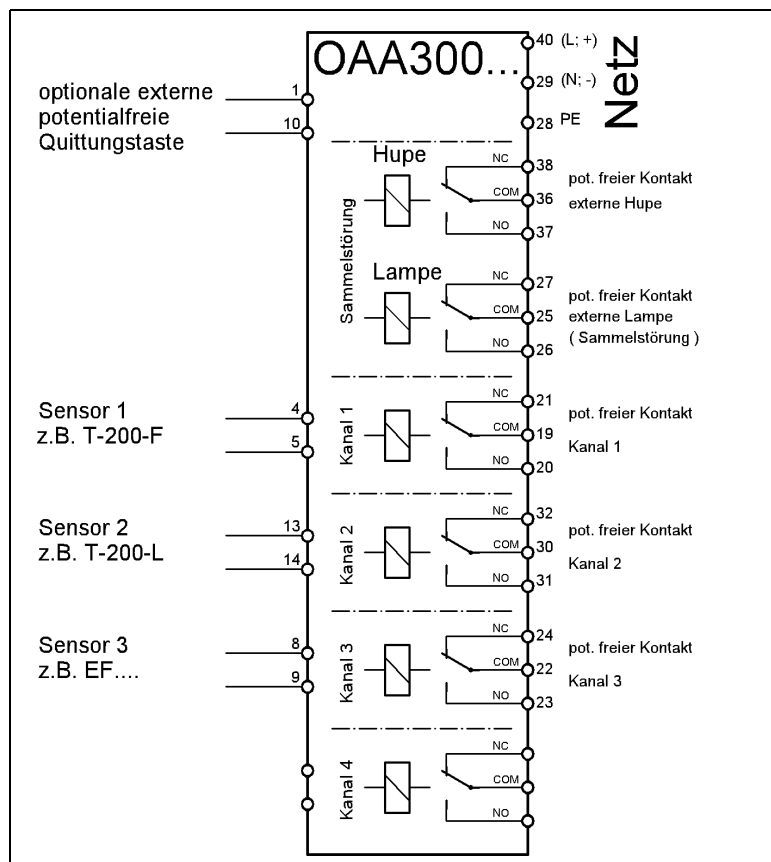 OAA300...
40 (L; +)
29 (N; -)
28 PE
Netz
optionale externe
potentialfreie
Quittungstaste
1
10
Sammelstörung
Hupe
NC
38
COM
36
NO
37
pot. freier Kontakt
externe Hupe
Lampe
NC
27
COM
25
NO
26
pot. freier Kontakt
externe Lampe
( Sammelstörung )
Sensor 1
z.B. T-200-F
4
5
Kanal 1
NC
21
COM
19
NO
20
pot. freier Kontakt
Kanal 1
Sensor 2
z.B. T-200-L
13
14
Kanal 2
NC
32
COM
30
NO
31
pot. freier Kontakt
Kanal 2
Sensor 3
z.B. EF....
8
9
Kanal 3
NC
24
COM
22
NO
23
pot. freier Kontakt
Kanal 3
Kanal 4
NC
COM
NO